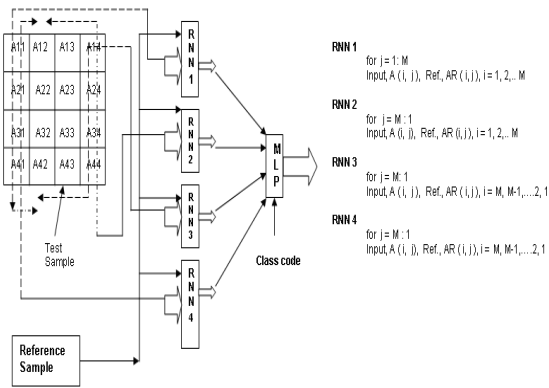 A11 A12 A13 A14
A21 A22 A23 A24
A31 A32 A33 A34
A41 A42 A43 A44
Test
Sample
Reference
Sample
R
N
N
1
R
N
N
2
R
N
N
3
R
N
N
4
M
L
P
Class code
RNN 1
for j = 1: M
Input, A ( i, j), Ref., AR ( i, j), i = 1, 2,.. M
RNN 2
for j = M : 1
Input, A (i, j), Ref., AR (i, j), i = 1, 2,.. M
RNN 3
for j = M: 1
Input, A ( i, j), Ref., AR ( i, j), i = M, M-1,....2, 1
RNN 4
for j = M : 1
Input, A ( i, j), Ref., AR ( i, j), i = M, M-1,....2, 1